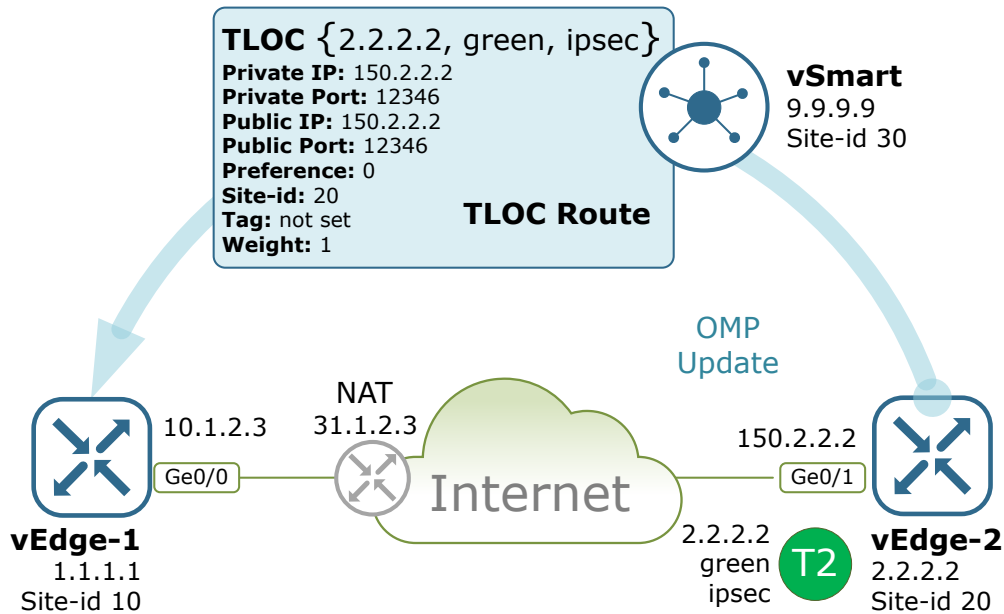 TLOC {2.2.2.2, green, ipsec}
Private IP: 150.2.2.2
Private Port: 12346
Public IP: 150.2.2.2
Public Port: 12346
Preference: 0
Site-id: 20
Tag: not set
Weight: 1
TLOC Route
vSmart
9.9.9.9
Site-id 30
OMP
Update
NAT
31.1.2.3
10.1.2.3
Ge0/0
Internet
150.2.2.2
Ge0/1
vEdge-1
1.1.1.1
Site-id 10
2.2.2.2
green
ipsec
T2
vEdge-2
2.2.2.2
Site-id 20